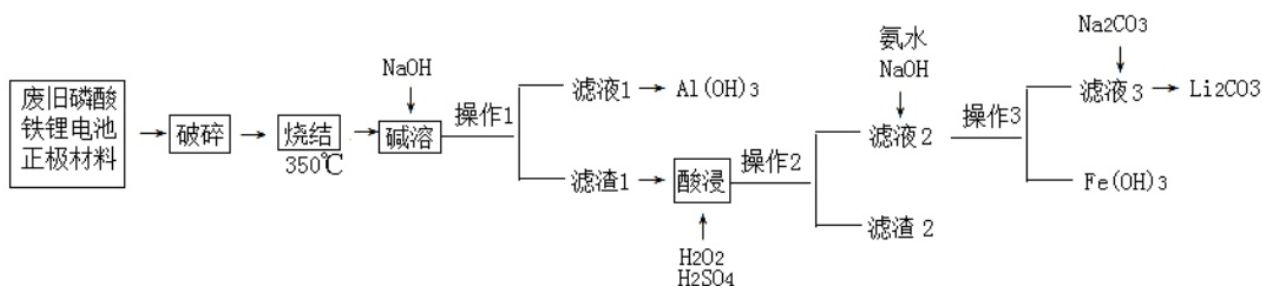 废旧磷酸
铁锂电池
正极材料
破碎
烧结
350℃
NaOH
碱溶
操作1
滤液1
Al(OH)3
滤渣1
酸浸
H2O2
H2SO4
操作2
氨水
NaOH
滤液2
滤渣2
操作3
Na2CO3
滤液3
Li2CO3
Fe(OH)3